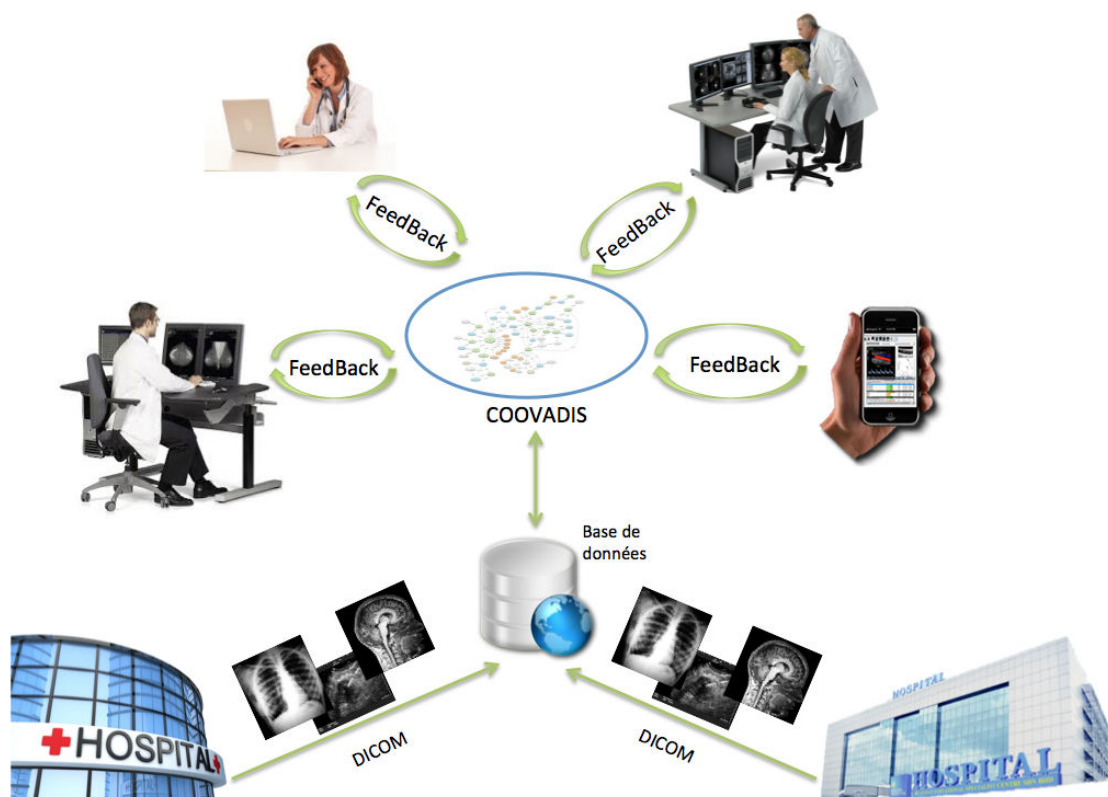 FeedBack
FeedBack
FeedBack
FeedBack
COOVADIS
Base de
données
DICOM
DICOM
HOSPITAL
HOSPITAL
HOSPITAL